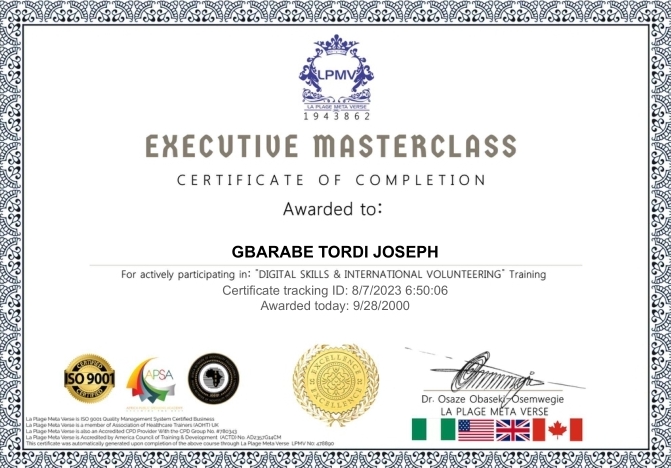 LPMV
LA PLAGE META VERSE
1943862
EXECUTIVE MASTERCLASS
CERTIFICATE OF COMPLETION
Awarded to:
GBARABE TORDI JOSEPH
For actively participating in: "DIGITAL SKILLS & INTERNATIONAL VOLUNTEERING" Training
Certificate tracking ID: 8/7/2023 6:50:06
Awarded today: 9/28/2000
CERTIFIED
ISO 9001
CERTIFIED
APSA
EXCELLENCE
EXCELLENCE
Dr. Osaze Obaseki-Osemwegie
LA PLAGE META VERSE
La Plage Meta Verse is ISO 9001 Quality Management System Certified Business
La Plage Meta Verse is a member of Association of Healthcare Trainers (AOHT) UK
La Plage Meta Verse is also an Accredited CPD Provider With the CPD Group No. #780343
La Plage Meta Verse is Accredited by America Council of Training & Development (ACTD) No.
This certificate was automatically generated upon completion of the above course through La Plage Meta Verse LPMV No: